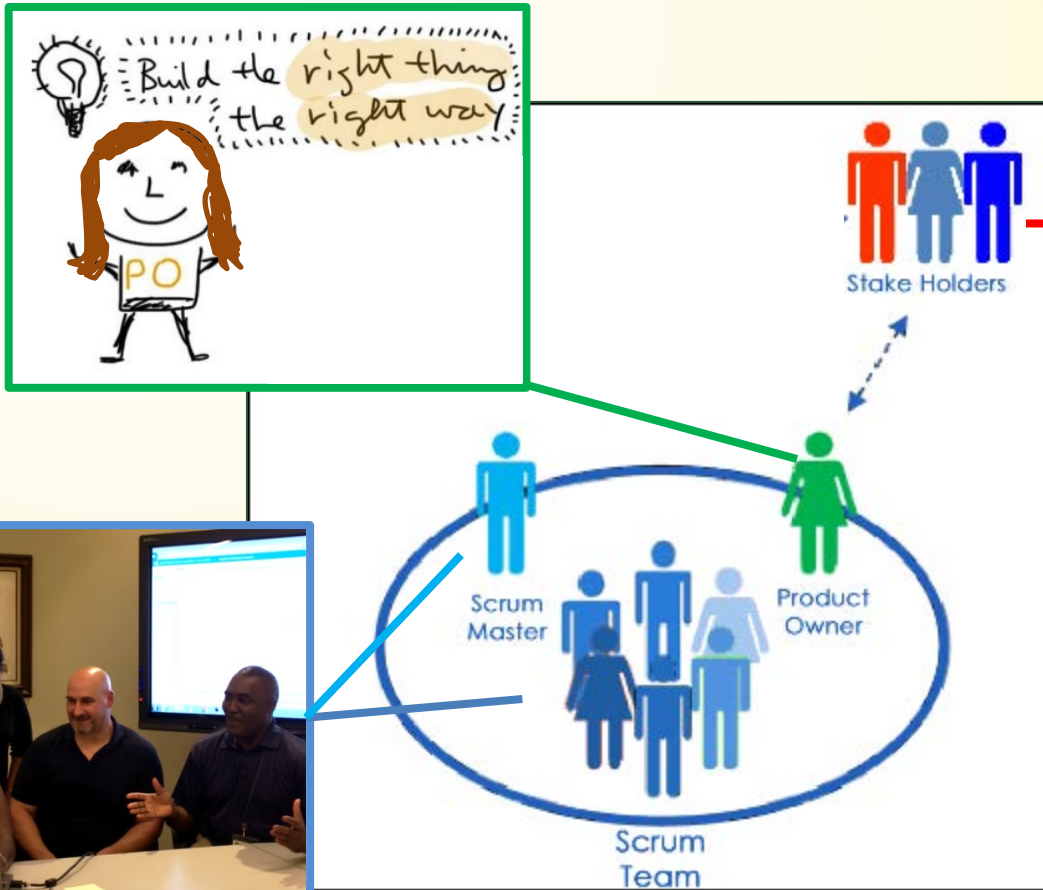 Build the right thing
the right way
PO
Stake Holders
Scrum
Master
Product
Owner
Scrum
Team